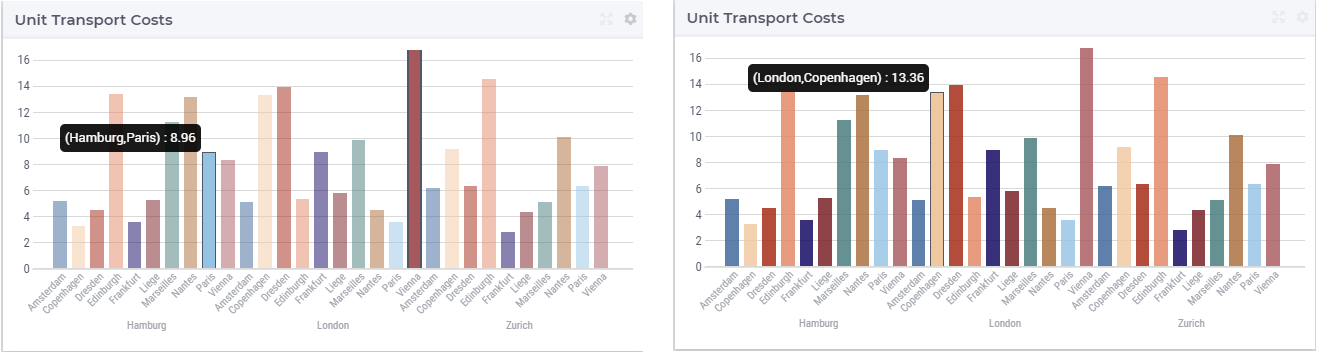 Unit Transport Costs
16
14
12
10
8
6
4
2
0
(Hamburg,Paris) : 8.96
Amsterdam
Copenhagen
Dresden
Edinburgh
Frankfurt
Liege
Marseilles
Nantes
Paris
Vienna
Amsterdam
Copenhagen
Dresden
Edinburgh
Frankfurt
Liege
Marseilles
Nantes
Paris
Vienna
Amsterdam
Copenhagen
Dresden
Edinburgh
Frankfurt
Liege
Marseilles
Nantes
Paris
Vienna
Hamburg
London
Zurich
Unit Transport Costs
16
14
12
10
8
6
4
2
0
(London,Copenhagen) : 13.36
Amsterdam
Copenhagen
Dresden
Edinburgh
Frankfurt
Liege
Marseilles
Nantes
Paris
Vienna
Amsterdam
Copenhagen
Dresden
Edinburgh
Frankfurt
Liege
Marseilles
Nantes
Paris
Vienna
Amsterdam
Copenhagen
Dresden
Edinburgh
Frankfurt
Liege
Marseilles
Nantes
Paris
Vienna
Hamburg
London
Zurich